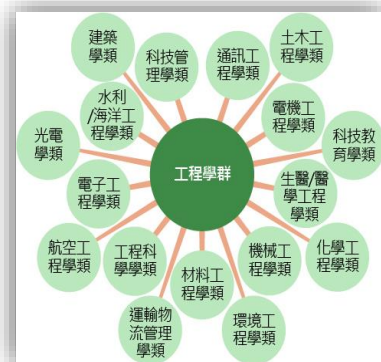 建築
學類
科技管
理學類
通訊工
程學類
土木工
程學類
水利
/海洋工
程學類
電機工
程學類
光電
學類
科技教
育學類
工程學群
電子工
程學類
生醫/醫
學工程
學類
航空工
程學類
工程科
學學類
材料工
程學類
機械工
程學類
化學工
程學類
運輸物
流管理
學類
環境工
程學類